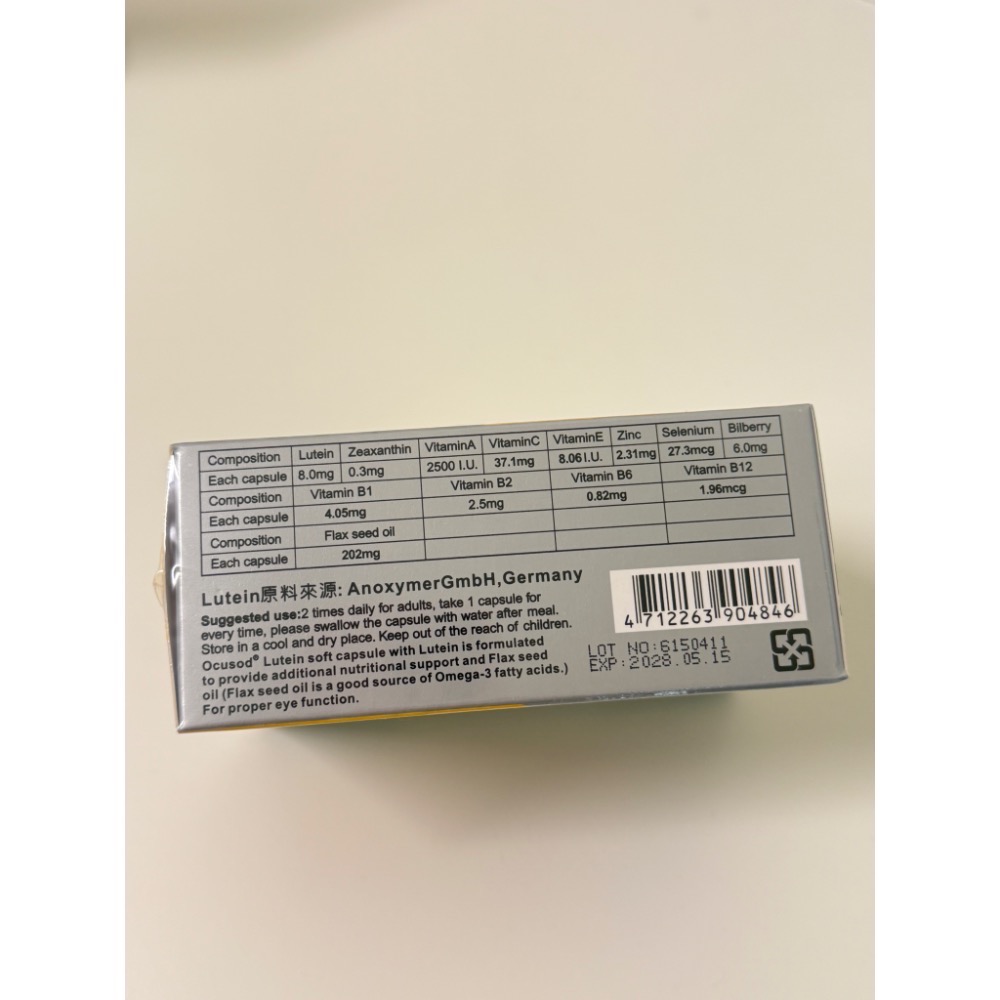 Composition Lutein Zeaxanthin VitaminA VitaminC VitaminE Zinc Selenium Bilberry
Each capsule 8.0mg 0.3mg 2500 I.U. 37.1mg 8.06I.U. 2.31mg 27.3mcg 6.0mg
Composition Vitamin B1 Vitamin B2 Vitamin B6 Vitamin B12
Each capsule 4.05mg 2.5mg 0.82mg 1.96mcg
Composition Flax seed oil
Each capsule 202mg
Lutein原料來源: AnoxymerGmbH,Germany
Suggested use:2 times daily for adults, take 1 capsule for
every time, please swallow the capsule with water after meal.
Store in a cool and dry place. Keep out of the reach of children.
Ocusod® Lutein soft capsule with Lutein is formulated
to provide additional nutritional support and Flax seed
oil (Flax seed oil is a good source of Omega-3 fatty acids.)
For proper eye function.
4 712263 904846
LOT NO:6150411
EXP:2028.05.15